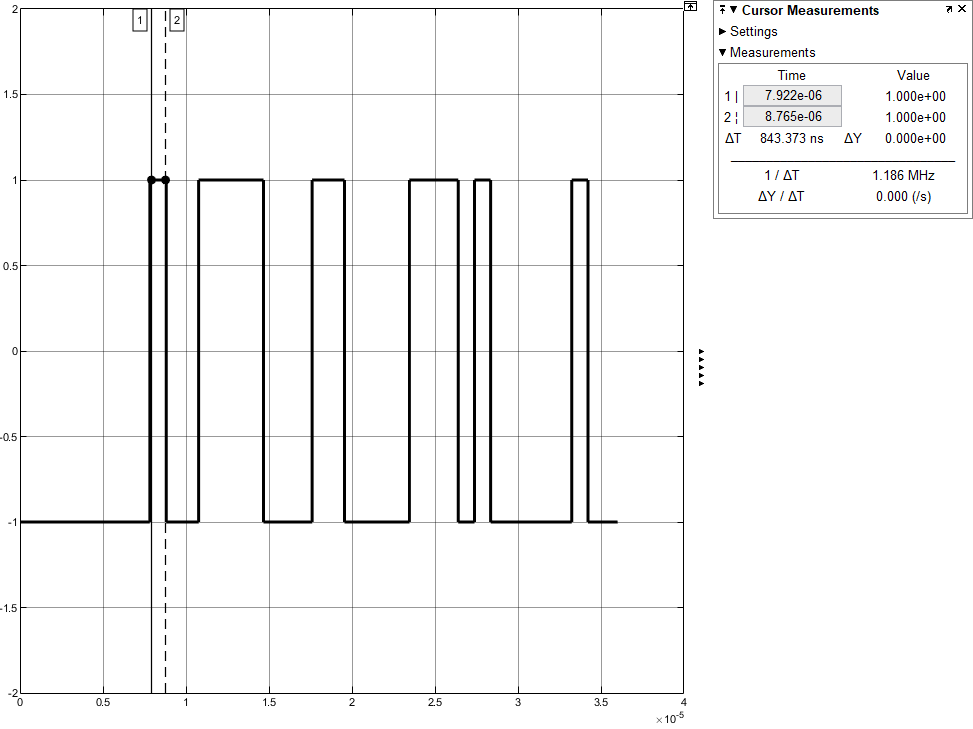 2
1.5
1
0.5
0
-0.5
-1
-1.5
-2
0 0.5 1 1.5 2 2.5 3 3.5 4
×10-5
1 2
Cursor Measurements
Settings
Measurements
Time Value
1 | 7.922e-06 1.000e+00
2 ¦ 8.765e-06 1.000e+00
ΔT 843.373 ns ΔY 0.000e+00
1 / ΔT 1.186 MHz
ΔY / ΔT 0.000 (/s)